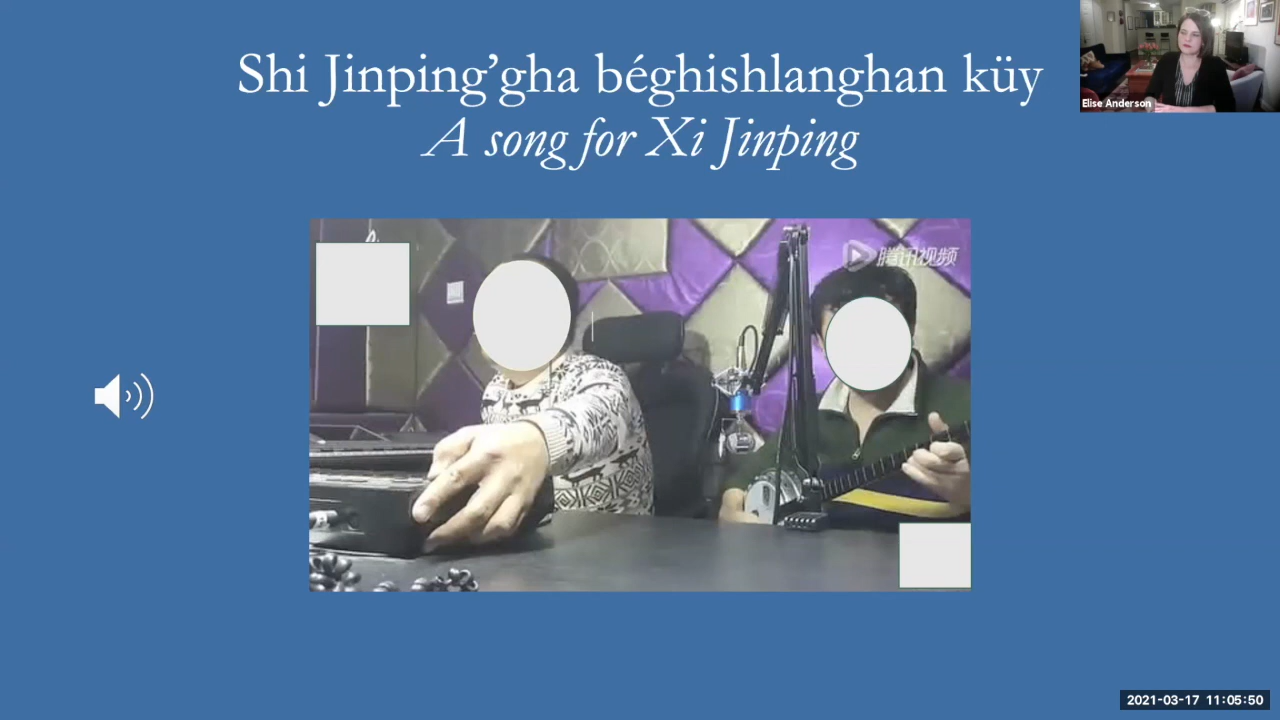 Shi Jinping’gha béghishlanghan küy
A song for Xi Jinping
腾讯视频
Elise Anderson
2021-03-17 11:05:50